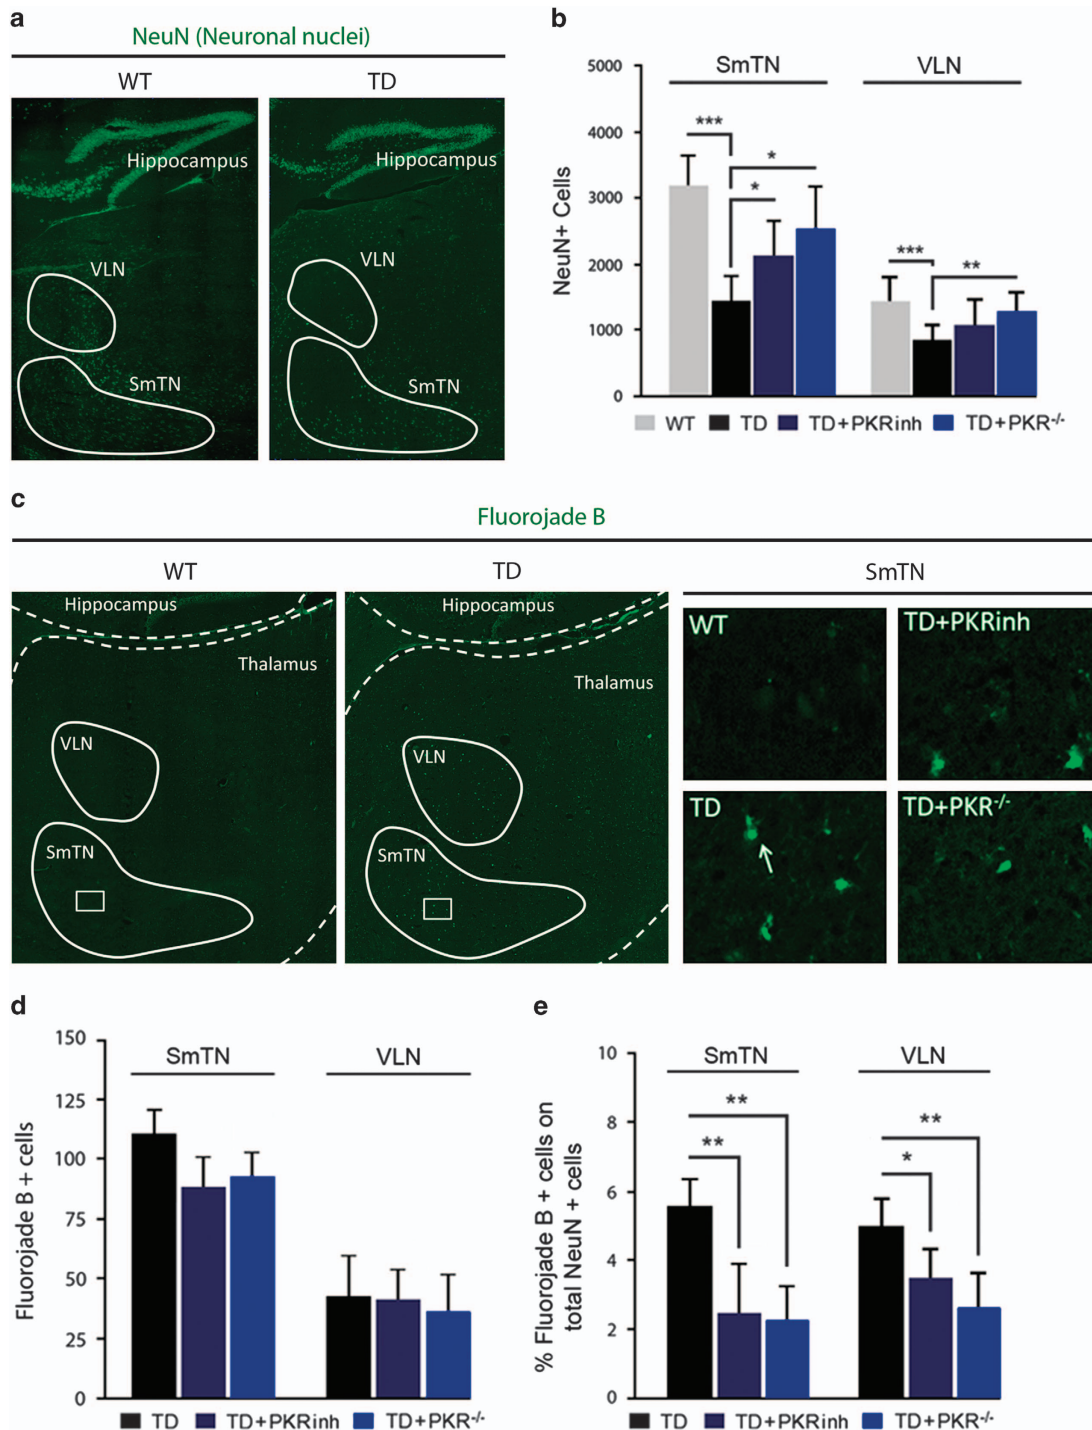 a
NeuN (Neuronal nuclei)
WT
TD
Hippocampus
VLN
SmTN
Hippocampus
VLN
SmTN
b
SmTN
VLN
NeuN+ Cells
5000
4000
3000
2000
1000
0
***
*
*
***
**
WT
TD
TD+PKRinh
TD+PKR-/-
c
Fluorojade B
WT
TD
SmTN
Hippocampus
Thalamus
VLN
SmTN
Hippocampus
Thalamus
VLN
SmTN
WT
TD+PKRinh
TD
TD+PKR-/-
d
SmTN
VLN
Fluorojade B + cells
150
125
100
75
50
25
0
TD
TD+PKRinh
TD+PKR-/-
e
SmTN
VLN
% Fluorojade B + cells on
total NeuN + cells
10
8
6
4
2
0
**
**
**
*
TD
TD+PKRinh
TD+PKR-/-